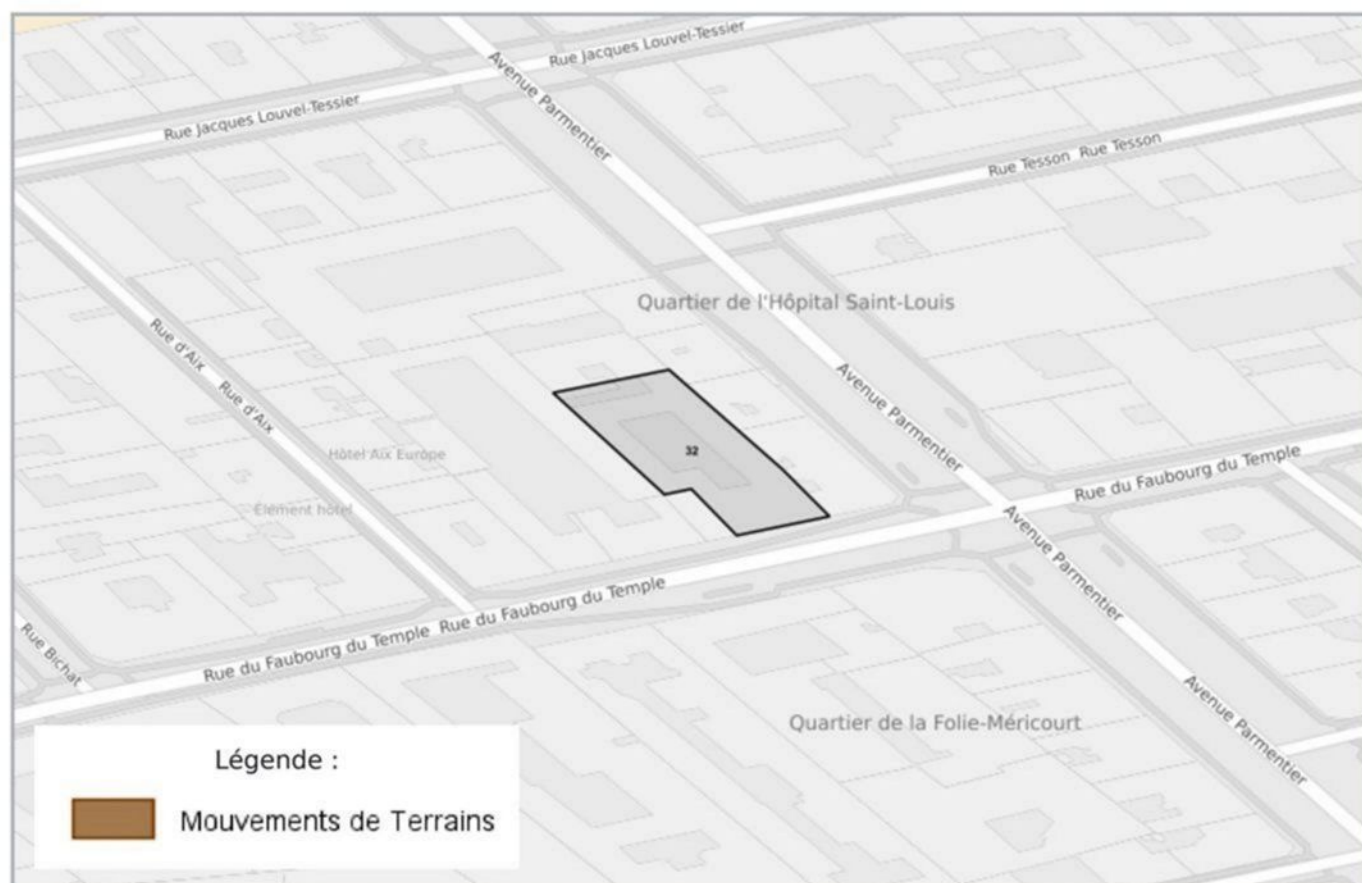 Rue Jacques Louvel-Tessier
Rue Jacques Louvel-Tessier
Avenue Parmentier
Rue Tesson Rue Tesson
Quartier de l'Hôpital Saint-Louis
Rue d'Aix
Rue d'Aix
Avenue Parmentier
Hôtel Aix Europe
32
Élément hôtel
Rue du Faubourg du Temple
Avenue Parmentier
Rue du Faubourg du Temple Rue du Faubourg du Temple
Rue Bichat
Avenue Parmentier
Quartier de la Folie-Méricourt
Légende :
Mouvements de Terrains